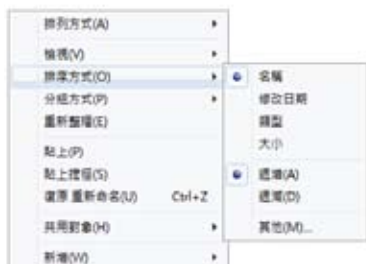 排列方式(A)
檢視(V)
排序方式(O)
分組方式(P)
重新整理(E)
貼上(P)
貼上捷徑(S)
復原 重新命名(U) Ctrl+Z
共用對象(H)
新增(W)
名稱
修改日期
類型
大小
遞增(A)
遞減(D)
其他(M)...